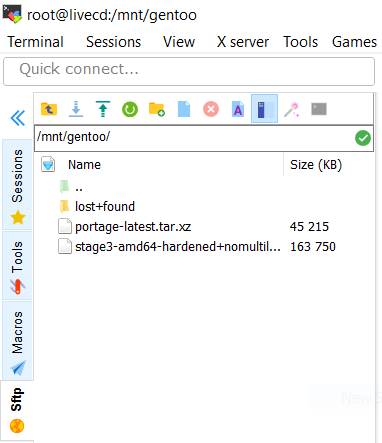 root@livecd:/mnt/gentoo
Terminal Sessions View X server Tools Games
Quick connect...
/mnt/gentoo/
Name Size (KB)
..
lost+found
portage-latest.tar.xz 45 215
stage3-amd64-hardened+nomultil... 163 750
Sessions
Tools
Macros
Sftp